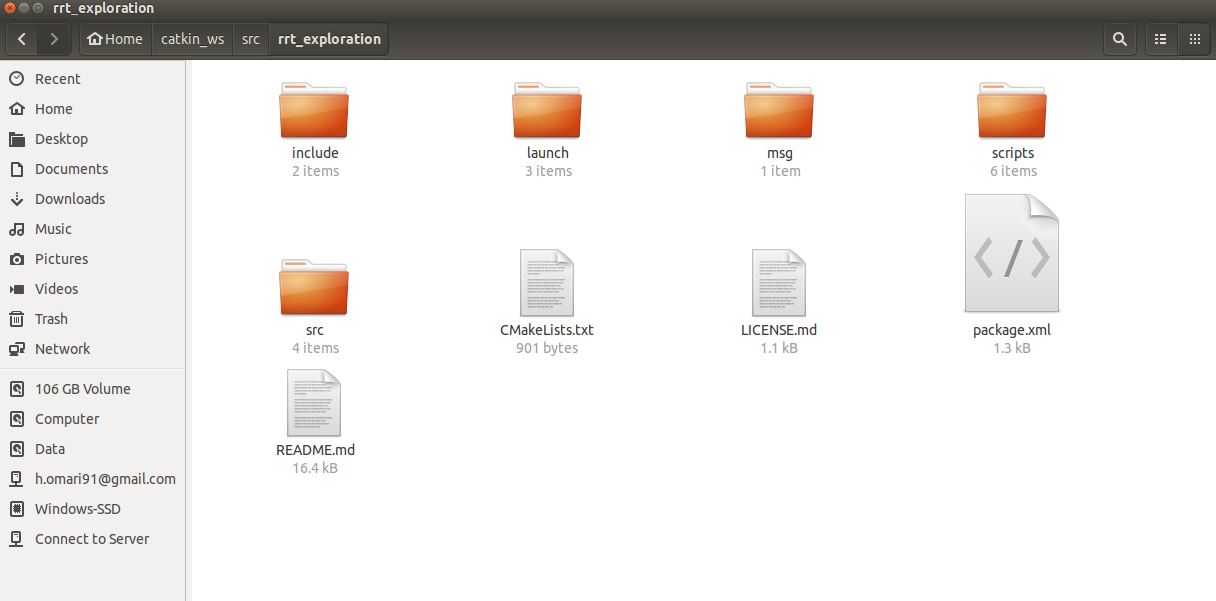 rrt_exploration
Home catkin_ws src rrt_exploration
Recent
Home
Desktop
Documents
Downloads
Music
Pictures
Videos
Trash
Network
106 GB Volume
Computer
Data
h.omari91@gmail.com
Windows-SSD
Connect to Server
include launch msg scripts
2 items 3 items 1 item 6 items
src CMakeLists.txt LICENSE.md package.xml
4 items 901 bytes 1.1 kB 1.3 kB
README.md
16.4 kB